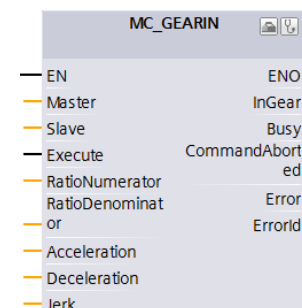 MC_GEARIN
EN
ENO
Master
InGear
Slave
Busy
Execute
CommandAbort
ed
RatioNumerator
RatioDenominat
or
Error
ErrorId
Acceleration
Deceleration
Jerk